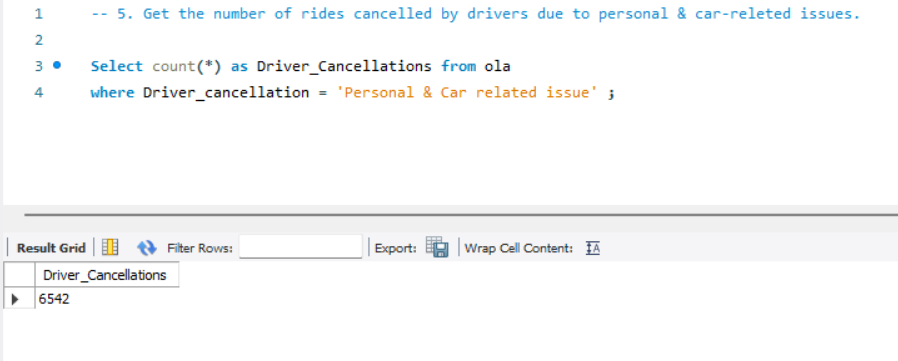 1 -- 5. Get the number of rides cancelled by drivers due to personal & car-releted issues.
2
3 Select count(*) as Driver_Cancellations from ola
4 where Driver_cancellation = 'Personal & Car related issue' ;
Result Grid Filter Rows: Export: Wrap Cell Content: IA
Driver_Cancellations
6542